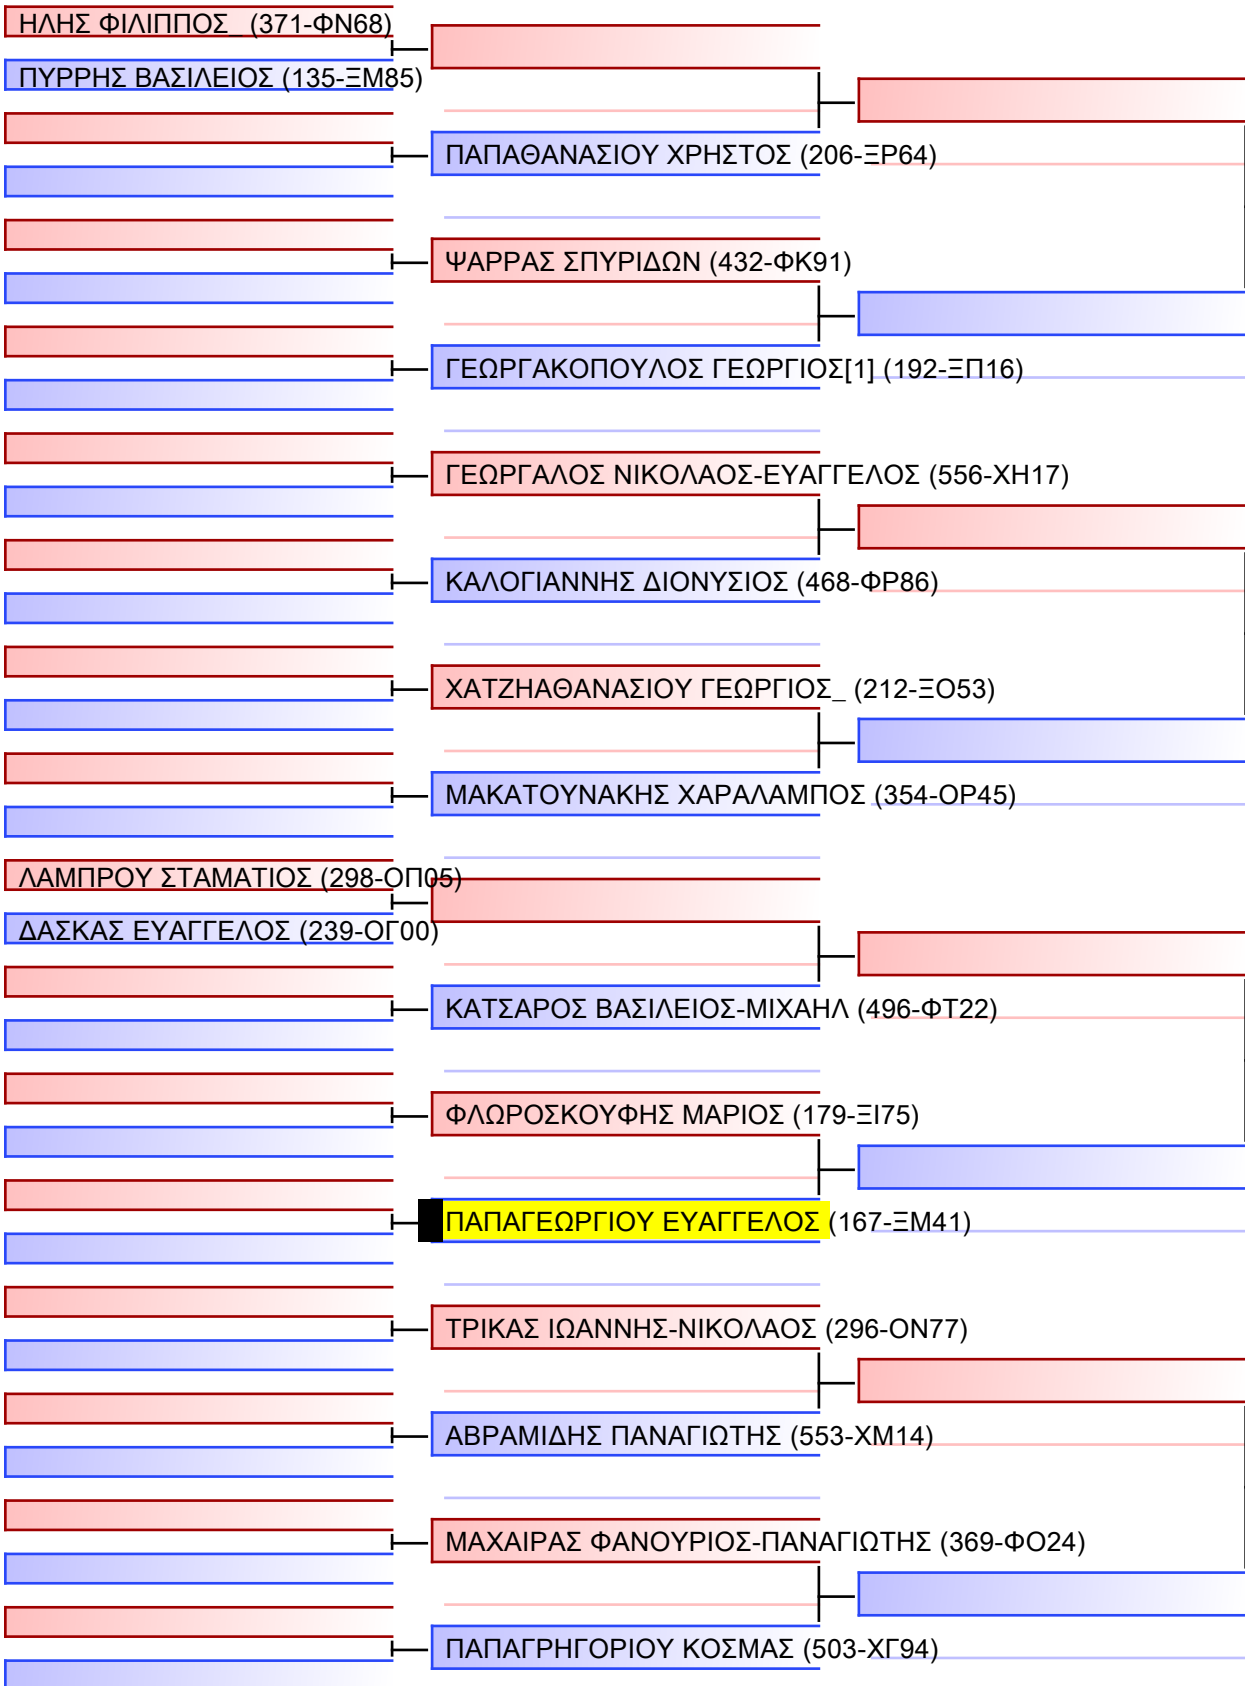 ΗΛΗΣ ΦΙΛΙΠΠΟΣ_ (371-ΦΝ68)
ΠΥΡΡΗΣ ΒΑΣΙΛΕΙΟΣ (135-ΞΜ85)
ΠΑΠΑΘΑΝΑΣΙΟΥ ΧΡΗΣΤΟΣ (206-ΞΡ64)
ΨΑΡΡΑΣ ΣΠΥΡΙΔΩΝ (432-ΦΚ91)
ΓΕΩΡΓΑΚΟΠΟΥΛΟΣ ΓΕΩΡΓΙΟΣ[1] (192-ΞΠ16)
ΓΕΩΡΓΑΛΟΣ ΝΙΚΟΛΑΟΣ-ΕΥΑΓΓΕΛΟΣ (556-ΧΗ17)
ΚΑΛΟΓΙΑΝΝΗΣ ΔΙΟΝΥΣΙΟΣ (468-ΦΡ86)
ΧΑΤΖΗΑΘΑΝΑΣΙΟΥ ΓΕΩΡΓΙΟΣ_ (212-ΞΟ53)
ΜΑΚΑΤΟΥΝΑΚΗΣ ΧΑΡΑΛΑΜΠΟΣ (354-ΟΡ45)
ΛΑΜΠΡΟΥ ΣΤΑΜΑΤΙΟΣ (298-ΟΠ05)
ΔΑΣΚΑΣ ΕΥΑΓΓΕΛΟΣ (239-ΟΓ00)
ΚΑΤΣΑΡΟΣ ΒΑΣΙΛΕΙΟΣ-ΜΙΧΑΗΛ (496-ΦΤ22)
ΦΛΩΡΟΣΚΟΥΦΗΣ ΜΑΡΙΟΣ (179-ΞΙ75)
ΠΑΠΑΓΕΩΡΓΙΟΥ ΕΥΑΓΓΕΛΟΣ (167-ΞΜ41)
ΤΡΙΚΑΣ ΙΩΑΝΝΗΣ-ΝΙΚΟΛΑΟΣ (296-ΟΝ77)
ΑΒΡΑΜΙΔΗΣ ΠΑΝΑΓΙΩΤΗΣ (553-ΧΜ14)
ΜΑΧΑΙΡΑΣ ΦΑΝΟΥΡΙΟΣ-ΠΑΝΑΓΙΩΤΗΣ (369-ΦΟ24)
ΠΑΠΑΓΡΗΓΟΡΙΟΥ ΚΟΣΜΑΣ (503-ΧΓ94)